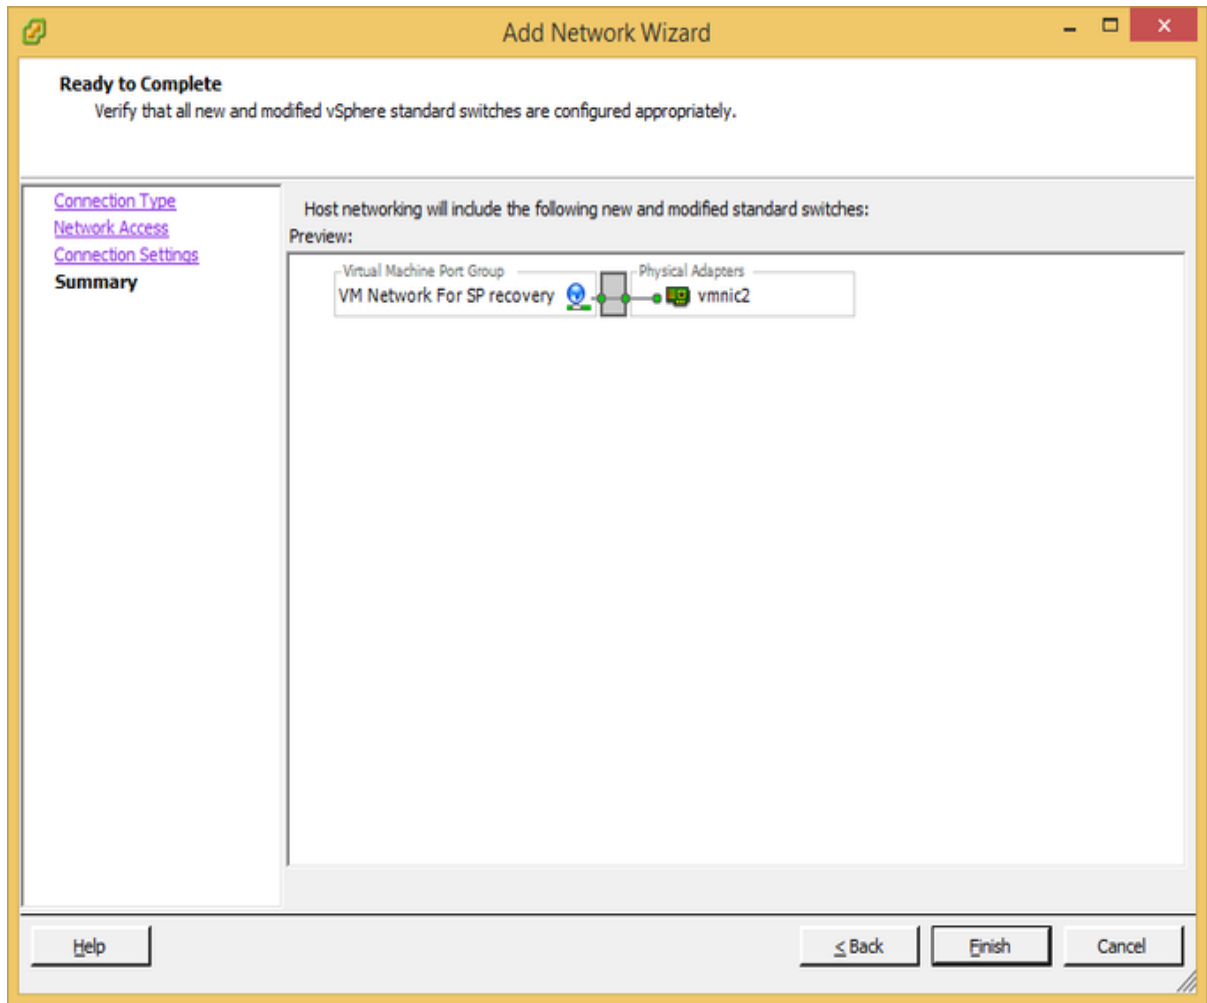 Add Network Wizard
Ready to Complete
Verify that all new and modified vSphere standard switches are configured appropriately.
Connection Type
Network Access
Connection Settings
Summary
Host networking will include the following new and modified standard switches:
Preview:
Virtual Machine Port Group
Physical Adapters
VM Network For SP recovery
vmnic2
Help
< Back
Finish
Cancel